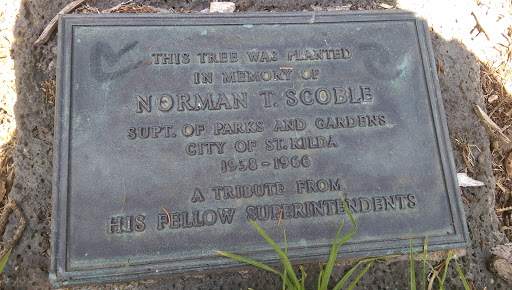 THIS TREE WAS PLANTED
IN MEMORY OF
NORMAN T. SCOBLE
SUPT. OF PARKS AND GARDENS
CITY OF ST. KILDA
1958 - 1966
A TRIBUTE FROM
HIS FELLOW SUPERINTENDENTS